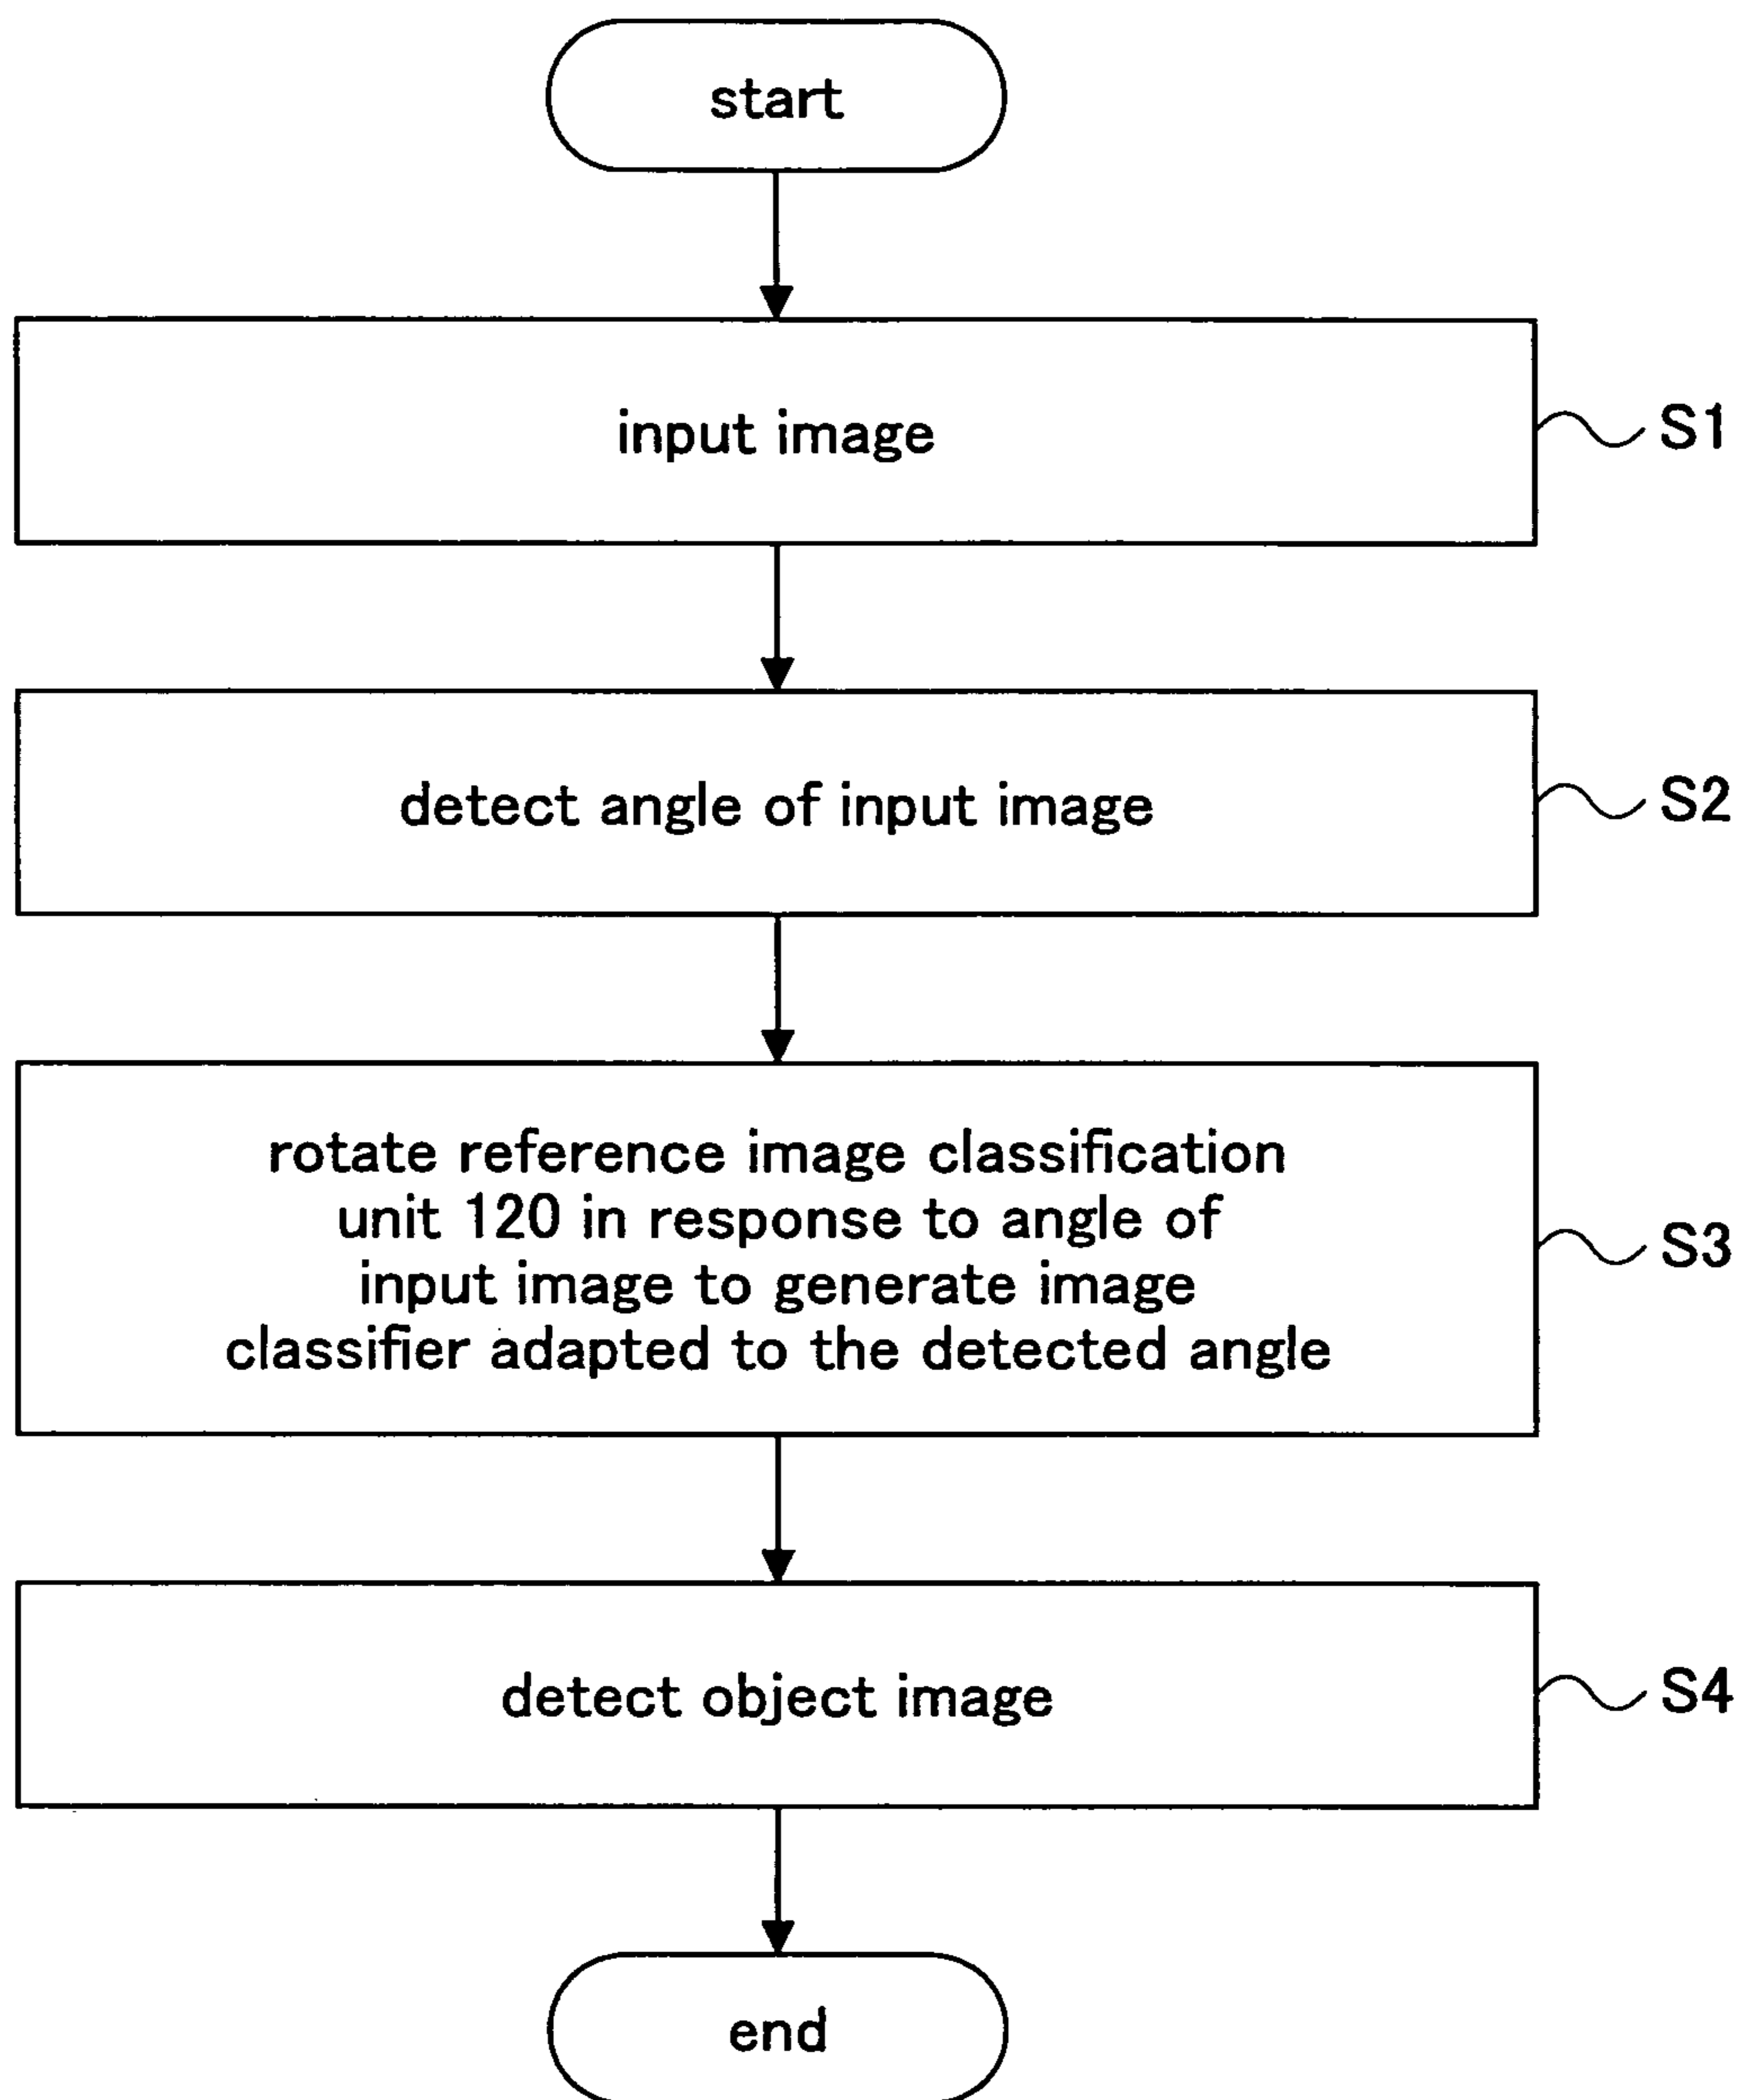 start
input image
S1
detect angle of input image
S2
rotate reference image classification
unit 120 in response to angle of
input image to generate image
classifier adapted to the detected angle
S3
detect object image
S4
end